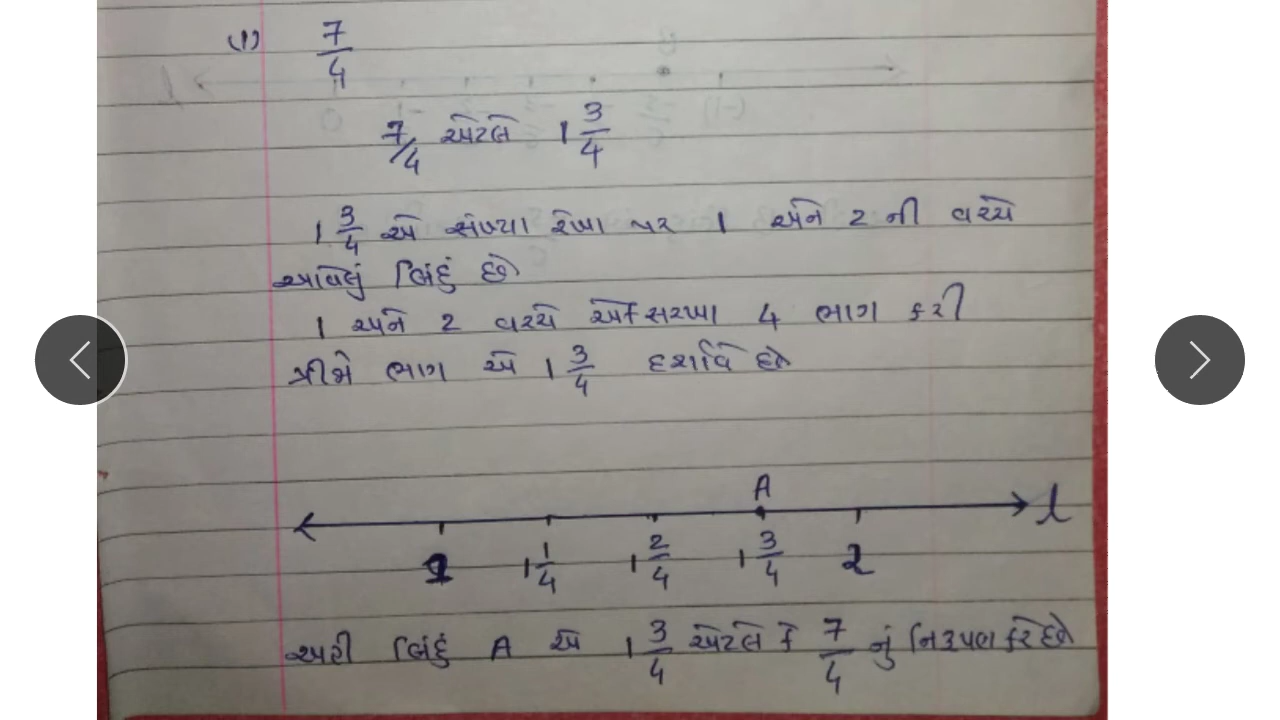 (1) 7/4
7/4 એટલે 1 3/4
1 3/4 એ સંખ્યા રેખા પર 1 અને 2 ની વચ્ચે
આવેલું બિંદું છે
1 અને 2 વચ્ચે એક સરખા 4 ભાગ કરી
ત્રીજો ભાગ એ 1 3/4 દર્શાવે છે
A
l
1 1 1/4 1 2/4 1 3/4 2
અહી બિંદું A એ 1 3/4 એટલે કે 7/4 નું નિરૂપણ કરે છે